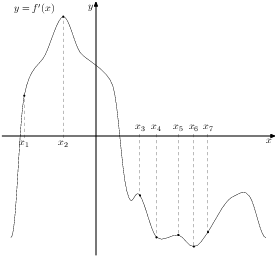 y = f′(x)
y
x₃ x₄ x₅ x₆ x₇
x₁ x₂ x